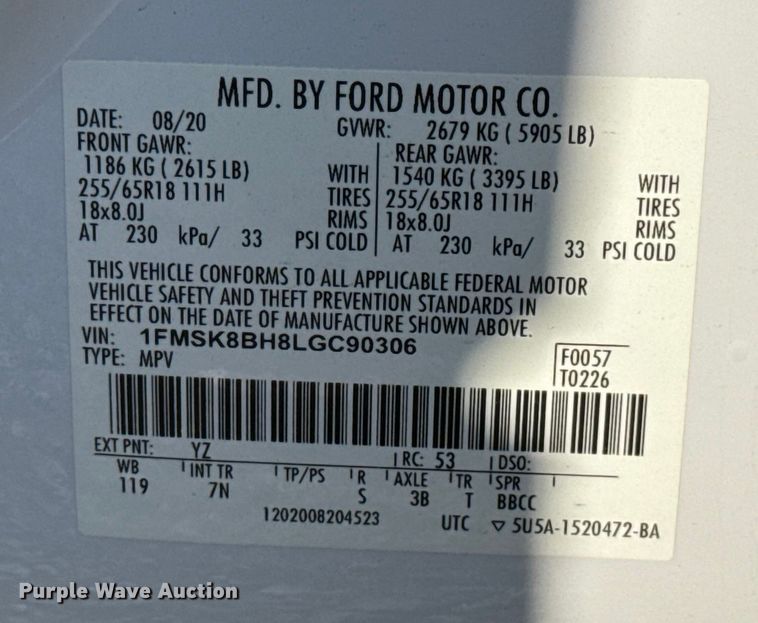 MFD. BY FORD MOTOR CO.
DATE: 08/20 GVWR: 2679 KG ( 5905 LB)
FRONT GAWR: REAR GAWR:
1186 KG ( 2615 LB) WITH 1540 KG ( 3395 LB) WITH
255/65R18 111H TIRES 255/65R18 111H TIRES
18x8.0J RIMS 18x8.0J RIMS
AT 230 kPa/ 33 PSI COLD AT 230 kPa/ 33 PSI COLD
THIS VEHICLE CONFORMS TO ALL APPLICABLE FEDERAL MOTOR
VEHICLE SAFETY AND THEFT PREVENTION STANDARDS IN
EFFECT ON THE DATE OF MANUFACTURE SHOWN ABOVE.
VIN: 1FMSK8BH8LGC90306
TYPE: MPV
F0057
T0226
EXT PNT: YZ RC: 53 DSO:
WB INT TR TP/PS R AXLE TR SPR
119 7N S 3B T BBCC
1202008204523 UTC ▽ 5U5A-1520472-BA
Purple Wave Auction